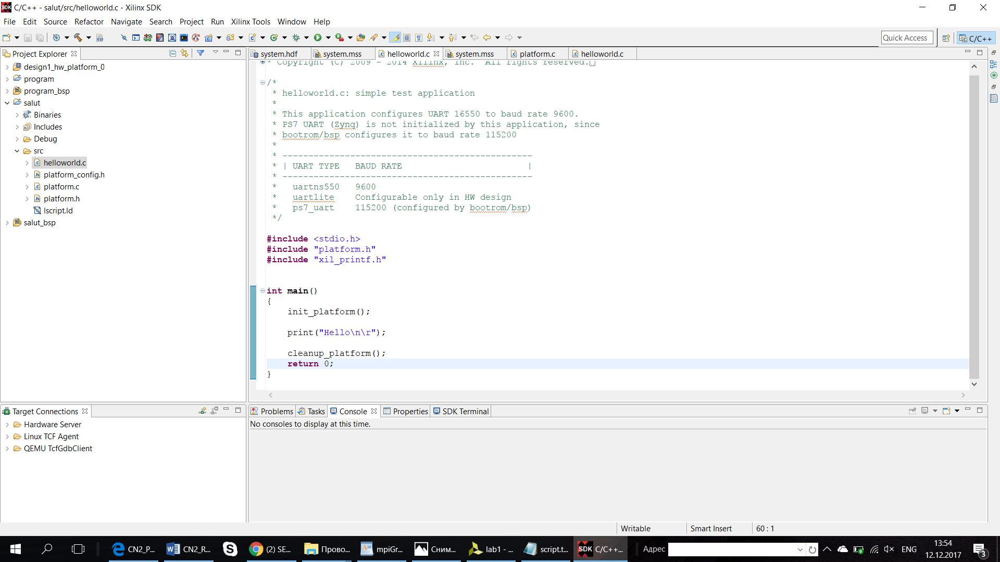 C/C++ - salut/src/helloworld.c - Xilinx SDK
File Edit Source Refactor Navigate Search Project Run Xilinx Tools Window Help
Quick Access
C/C++
Project Explorer
design1_hw_platform_0
program
program_bsp
salut
Binaries
Includes
Debug
src
helloworld.c
platform_config.h
platform.c
platform.h
lscript.ld
salut_bsp
system.hdf system.mss helloworld.c system.mss platform.c helloworld.c
* Copyright (C) 2009 - 2014 Xilinx, Inc.  All rights reserved.
/*
* helloworld.c: simple test application
*
* This application configures UART 16550 to baud rate 9600.
* PS7 UART (Zynq) is not initialized by this application, since
* bootrom/bsp configures it to baud rate 115200
*
* ------------------------------------------------
* | UART TYPE   BAUD RATE                        |
* ------------------------------------------------
*   uartns550   9600
*   uartlite    Configurable only in HW design
*   ps7_uart    115200 (configured by bootrom/bsp)
*/
#include <stdio.h>
#include "platform.h"
#include "xil_printf.h"
int main()
{
init_platform();
print("Hello\n\r");
cleanup_platform();
return 0;
}
Target Connections
Hardware Server
Linux TCF Agent
QEMU TcfGdbClient
Problems Tasks Console Properties SDK Terminal
No consoles to display at this time.
Writable Smart Insert 60 : 1
CN2_P... CN2_R... (2) SE... Прово... mpiGr... Сним... lab1 - ... script.t... SDK C/C++... Адрес ENG 13:54
12.12.2017 3